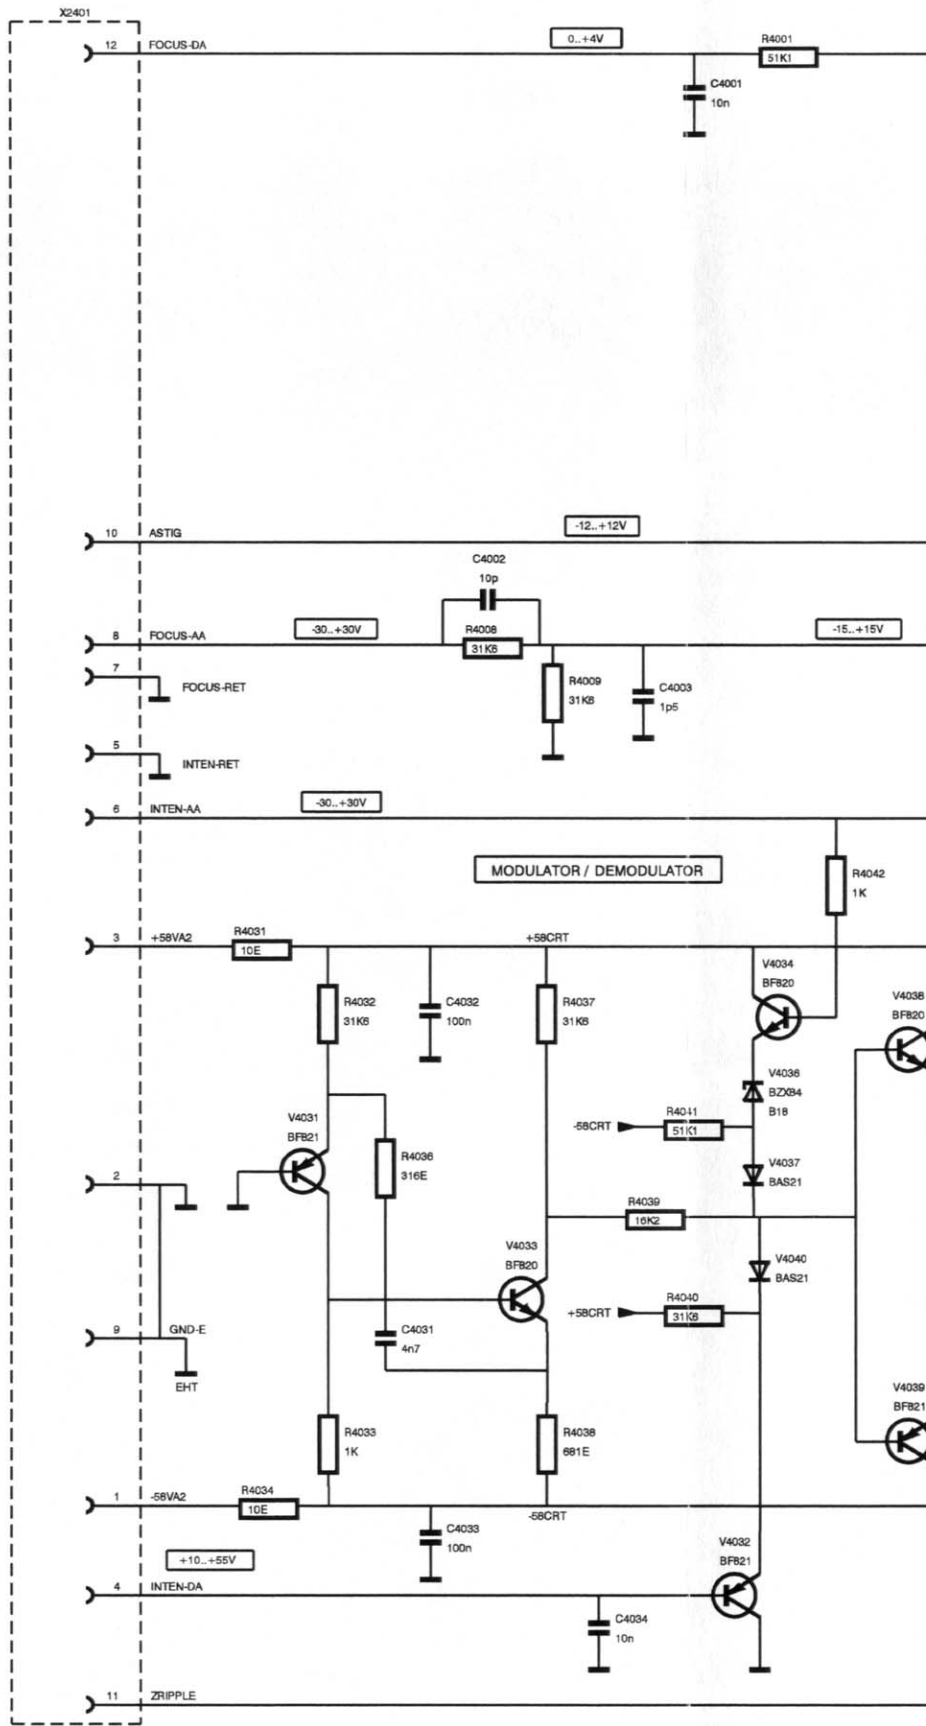 X2401
12 FOCUS-DA
0..+4V
R4001
51K1
C4001
10n
10 ASTIG
-12..+12V
C4002
10p
8 FOCUS-AA
-30..+30V
R4008
31K6
-15..+15V
7
FOCUS-RET
R4009
31K6
C4003
1p5
5
INTEN-RET
6 INTEN-AA
-30..+30V
MODULATOR / DEMODULATOR
R4042
1K
3 +58VA2
R4031
10E
+58CRT
V4034
BF820
R4032
31K6
C4032
100n
R4037
31K6
V4038
BF820
V4036
BZX84
B18
V4031
BF821
-58CRT
R4041
51K1
R4036
316E
V4037
BAS21
2
R4039
16K2
V4033
BF820
V4040
BAS21
+58CRT
R4040
31K6
9 GND-E
C4031
4n7
EHT
V4039
BF821
R4033
1K
R4038
681E
1 -58VA2
R4034
10E
-58CRT
C4033
100n
V4032
BF821
+10..+55V
4 INTEN-DA
C4034
10n
11 ZRIPPLE